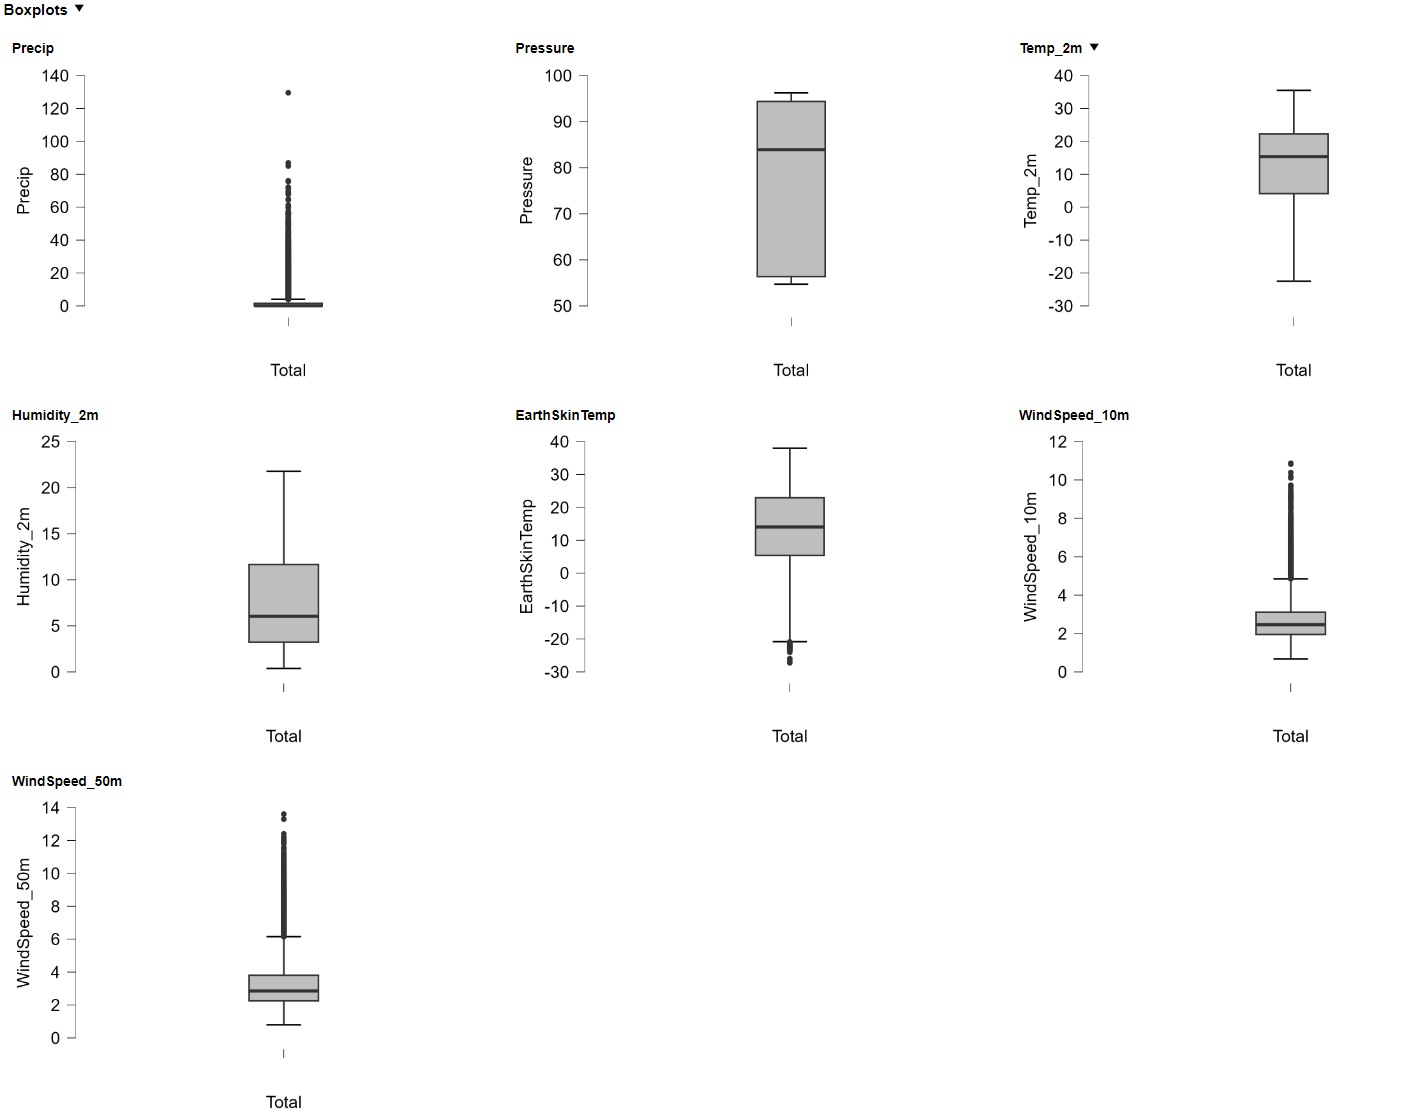 Boxplots ▼
Precip
140
120
100
80
60
40
20
0
Precip
Total
Pressure
100
90
80
70
60
50
Pressure
Total
Temp_2m ▼
40
30
20
10
0
-10
-20
-30
Temp_2m
Total
Humidity_2m
25
20
15
10
5
0
Humidity_2m
Total
EarthSkinTemp
40
30
20
10
0
-10
-20
-30
EarthSkinTemp
Total
WindSpeed_10m
12
10
8
6
4
2
0
WindSpeed_10m
Total
WindSpeed_50m
14
12
10
8
6
4
2
0
WindSpeed_50m
Total